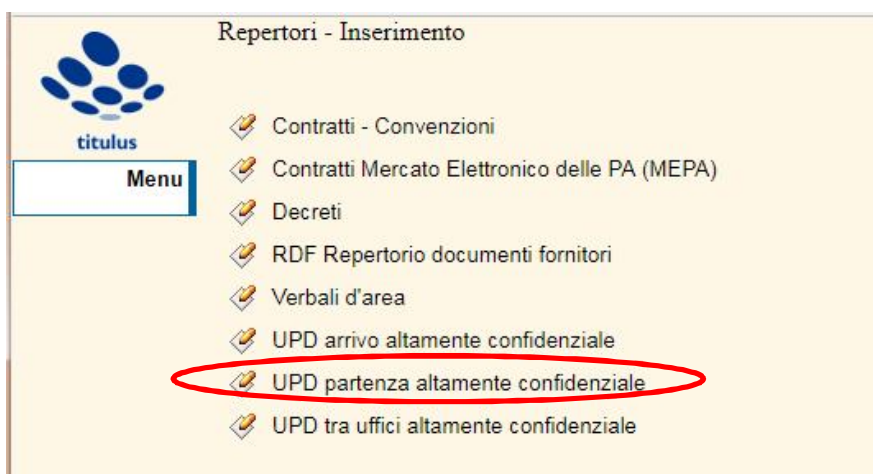 Repertori - Inserimento
titulus
Menu
Contratti - Convenzioni
Contratti Mercato Elettronico delle PA (MEPA)
Decreti
RDF Repertorio documenti fornitori
Verbali d'area
UPD arrivo altamente confidenziale
UPD partenza altamente confidenziale
UPD tra uffici altamente confidenziale